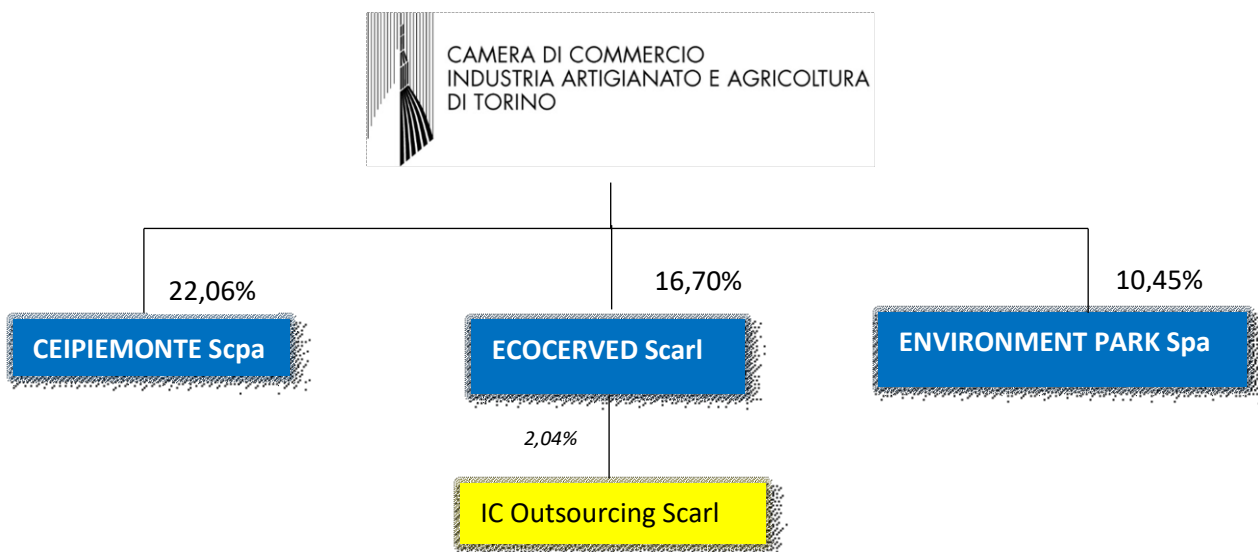 CAMERA DI COMMERCIO
INDUSTRIA ARTIGIANATO E AGRICOLTURA
DI TORINO
22,06%
16,70%
10,45%
CEIPIEMONTE Scpa
ECOCERVED Scarl
ENVIRONMENT PARK Spa
2,04%
IC Outsourcing Scarl